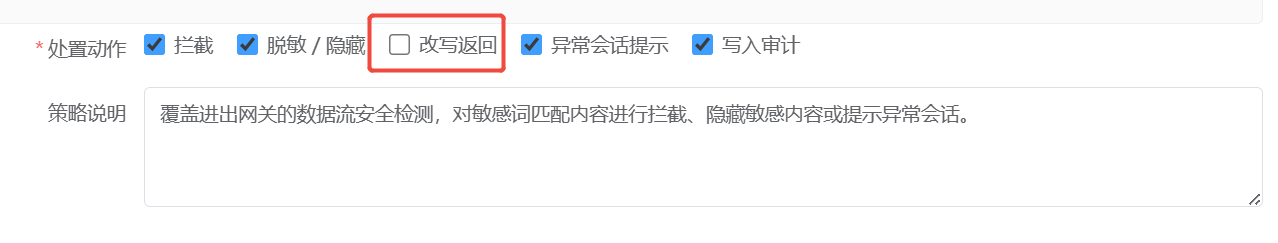 * 处置动作 拦截 脱敏 / 隐藏 改写返回 异常会话提示 写入审计
策略说明 覆盖进出网关的数据流安全检测，对敏感词匹配内容进行拦截、隐藏敏感内容或提示异常会话。